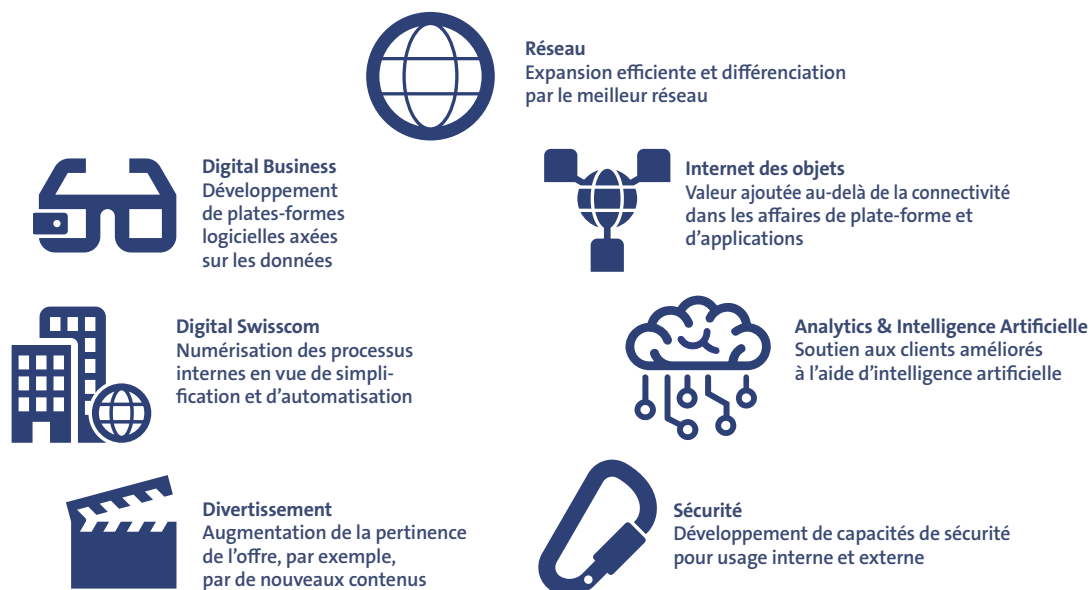 Réseau
Expansion efficiente et différenciation
par le meilleur réseau
Digital Business
Développement
de plates-formes
logicielles axées
sur les données
Internet des objets
Valeur ajoutée au-delà de la connectivité
dans les affaires de plate-forme et
d'applications
Digital Swisscom
Numérisation des processus
internes en vue de simpli-
fication et d'automatisation
Analytics & Intelligence Artificielle
Soutien aux clients améliorés
à l'aide d'intelligence artificielle
Divertissement
Augmentation de la pertinence
de l'offre, par exemple,
par de nouveaux contenus
Sécurité
Développement de capacités de sécurité
pour usage interne et externe